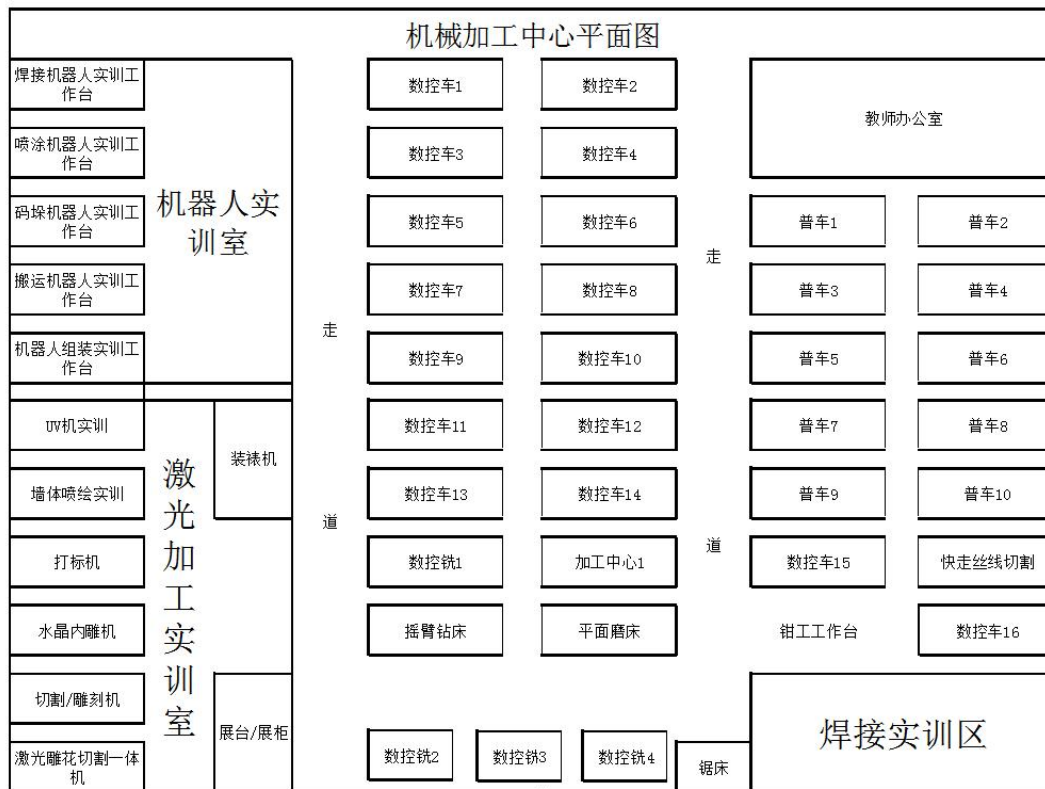 机械加工中心平面图
焊接机器人实训工
作台
数控车1
数控车2
教师办公室
喷涂机器人实训工
作台
数控车3
数控车4
机器人实
训室
码垛机器人实训工
作台
数控车5
数控车6
走
普车1
普车2
搬运机器人实训工
作台
数控车7
数控车8
普车3
普车4
走
机器人组装实训工
作台
数控车9
数控车10
普车5
普车6
UV机实训
装裱机
数控车11
数控车12
普车7
普车8
激光加工实训室
墙体喷绘实训
数控车13
数控车14
普车9
普车10
道
打标机
数控铣1
加工中心1
道
数控车15
快走丝线切割
水晶内雕机
摇臂钻床
平面磨床
钳工工作台
数控车16
切割/雕刻机
展台/展柜
焊接实训区
激光雕花切割一体
机
数控铣2
数控铣3
数控铣4
锯床